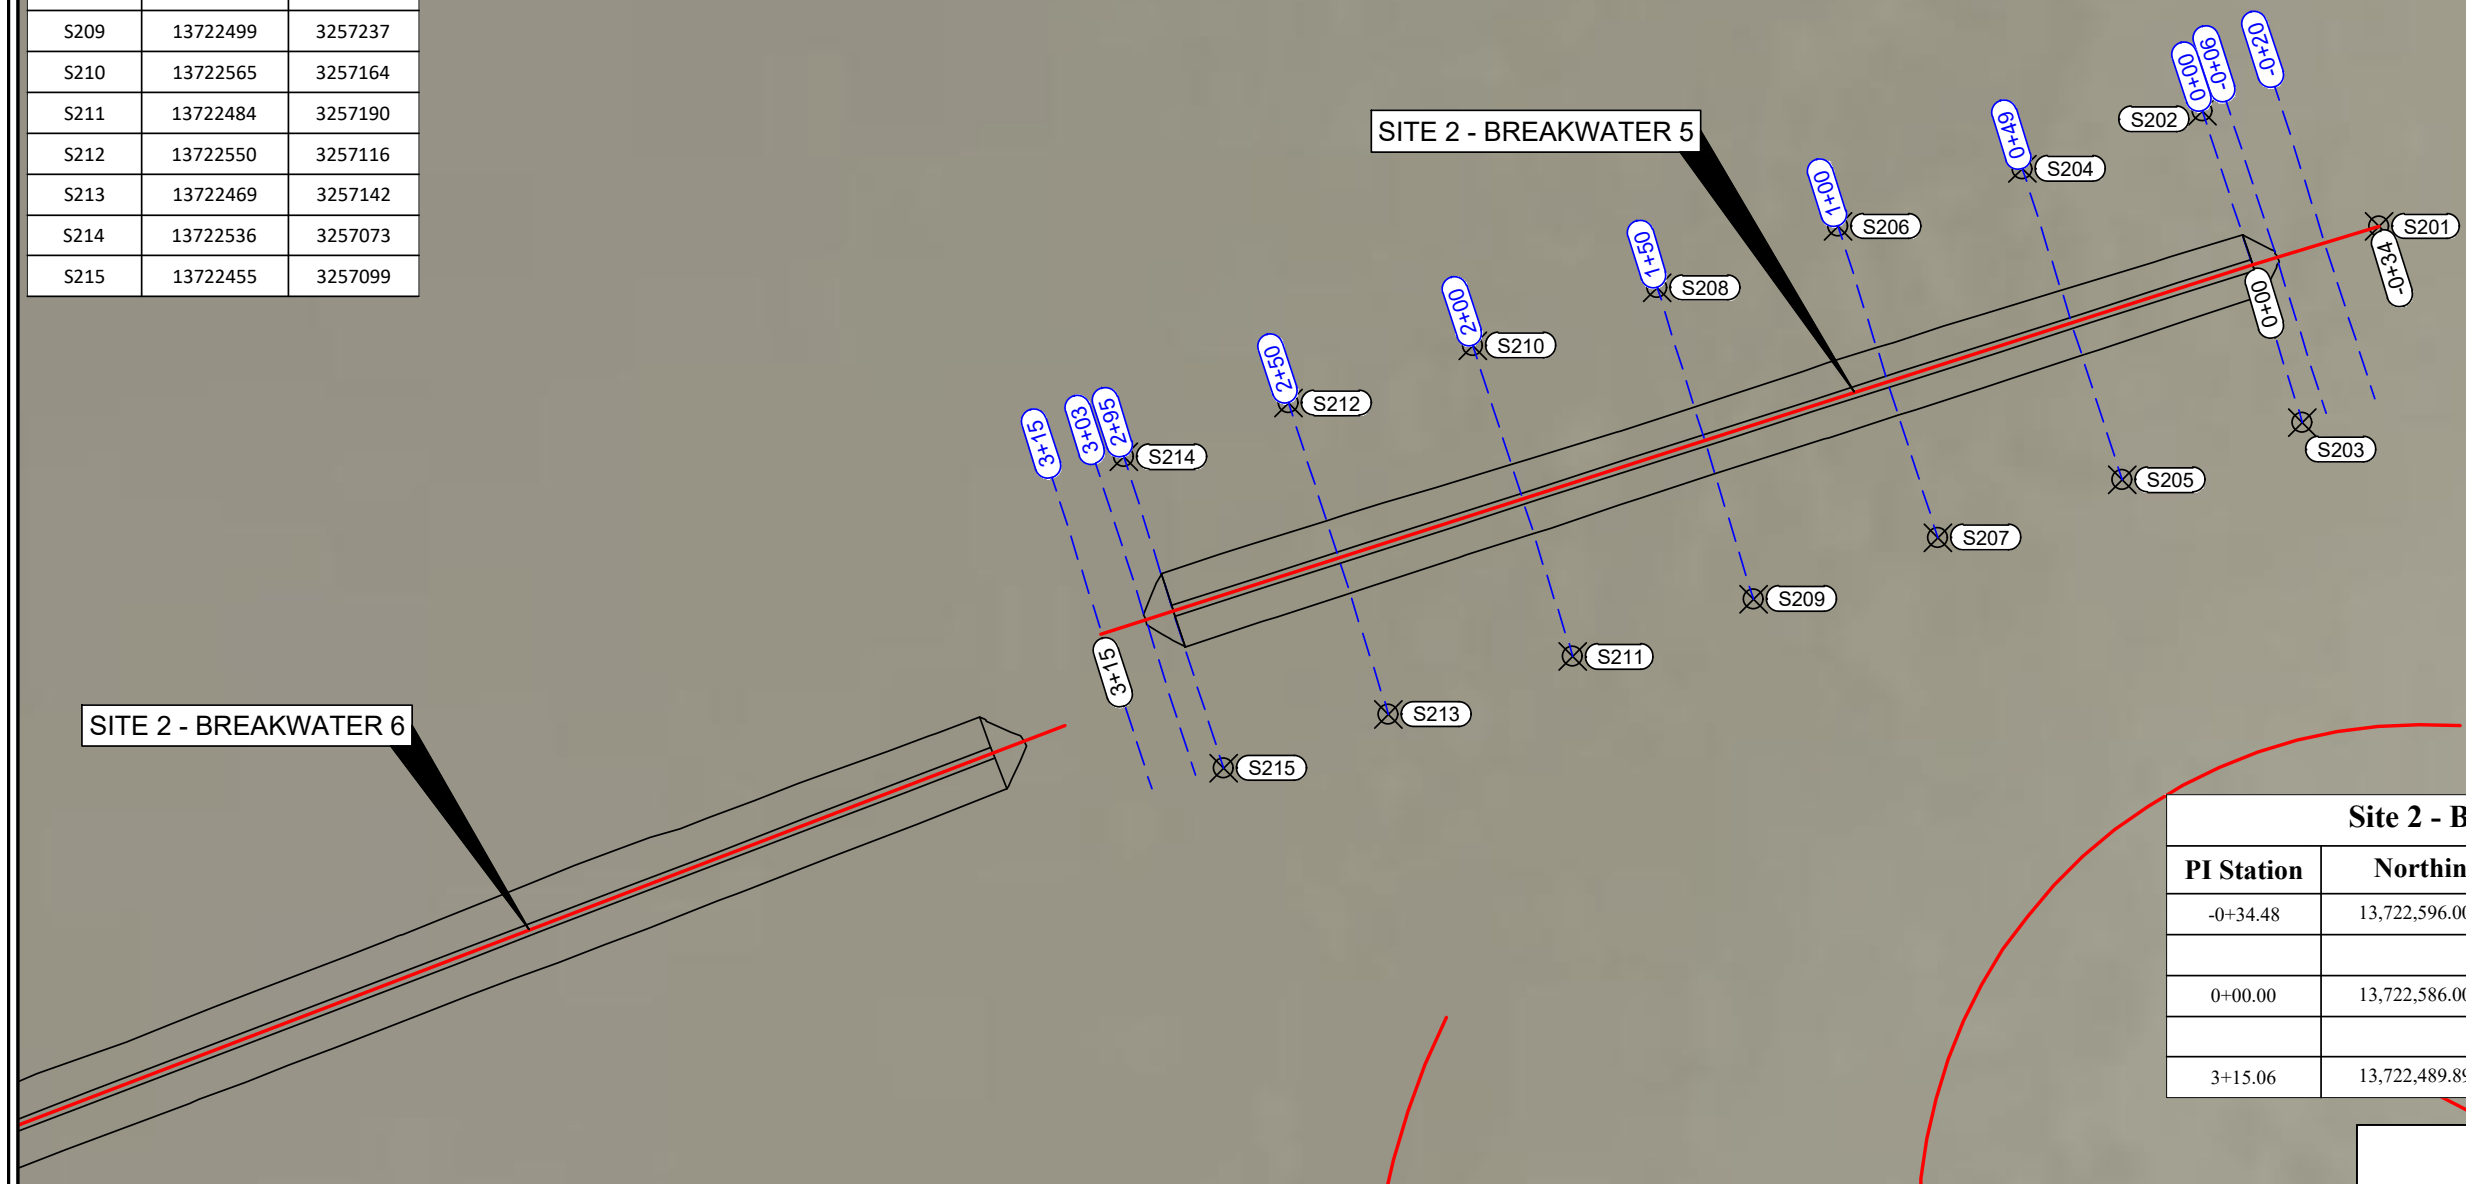 S209 13722499 3257237
S210 13722565 3257164
S211 13722484 3257190
S212 13722550 3257116
S213 13722469 3257142
S214 13722536 3257073
S215 13722455 3257099
SITE 2 - BREAKWATER 5
SITE 2 - BREAKWATER 6
-0+20
-0+06
0+00
0+49
1+00
1+50
2+00
2+50
2+95
3+03
3+15
S202
S204
S206
S201
S208
S210
S212
S214
-0+34
0+00
3+15
S203
S205
S207
S209
S211
S213
S215
Site 2 - B
PI Station Northin
-0+34.48 13,722,596.00
0+00.00 13,722,586.00
3+15.06 13,722,489.89